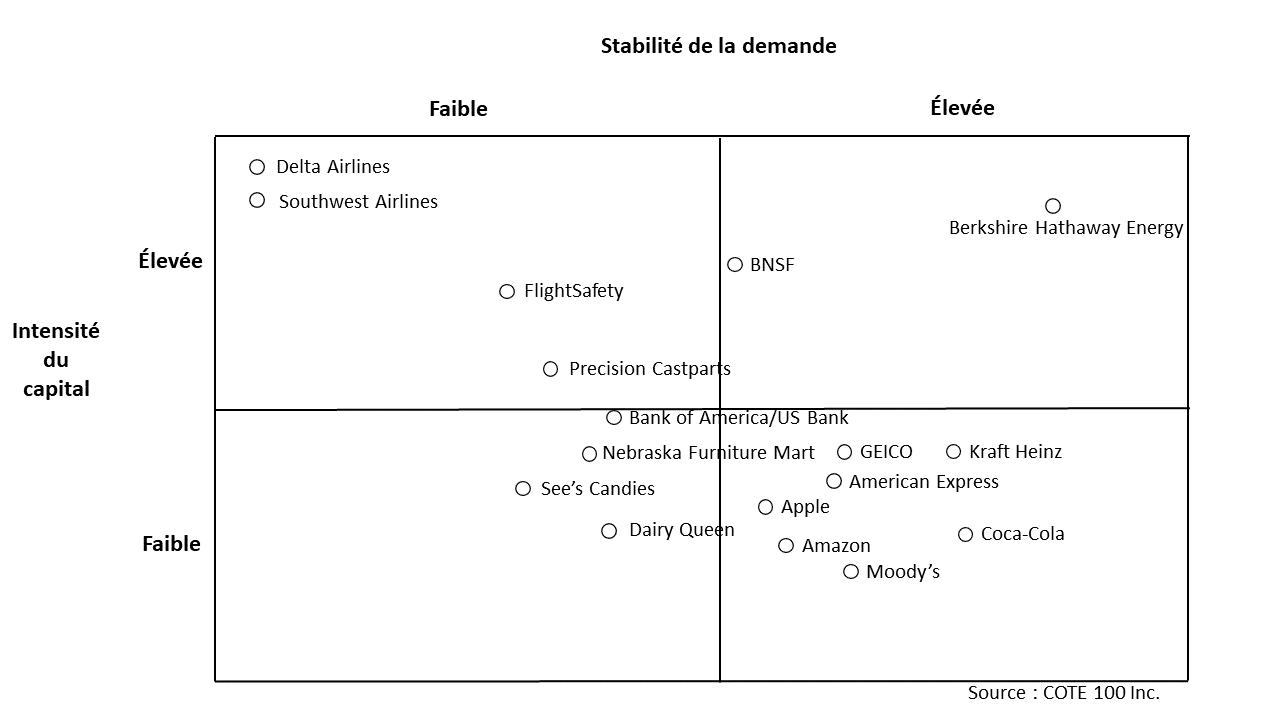 Stabilité de la demande
Faible
Élevée
Delta Airlines
Southwest Airlines
Berkshire Hathaway Energy
Élevée
BNSF
FlightSafety
Intensité
du
capital
Precision Castparts
Bank of America/US Bank
Nebraska Furniture Mart
GEICO
Kraft Heinz
American Express
See’s Candies
Apple
Dairy Queen
Coca-Cola
Faible
Amazon
Moody’s
Source : COTE 100 Inc.